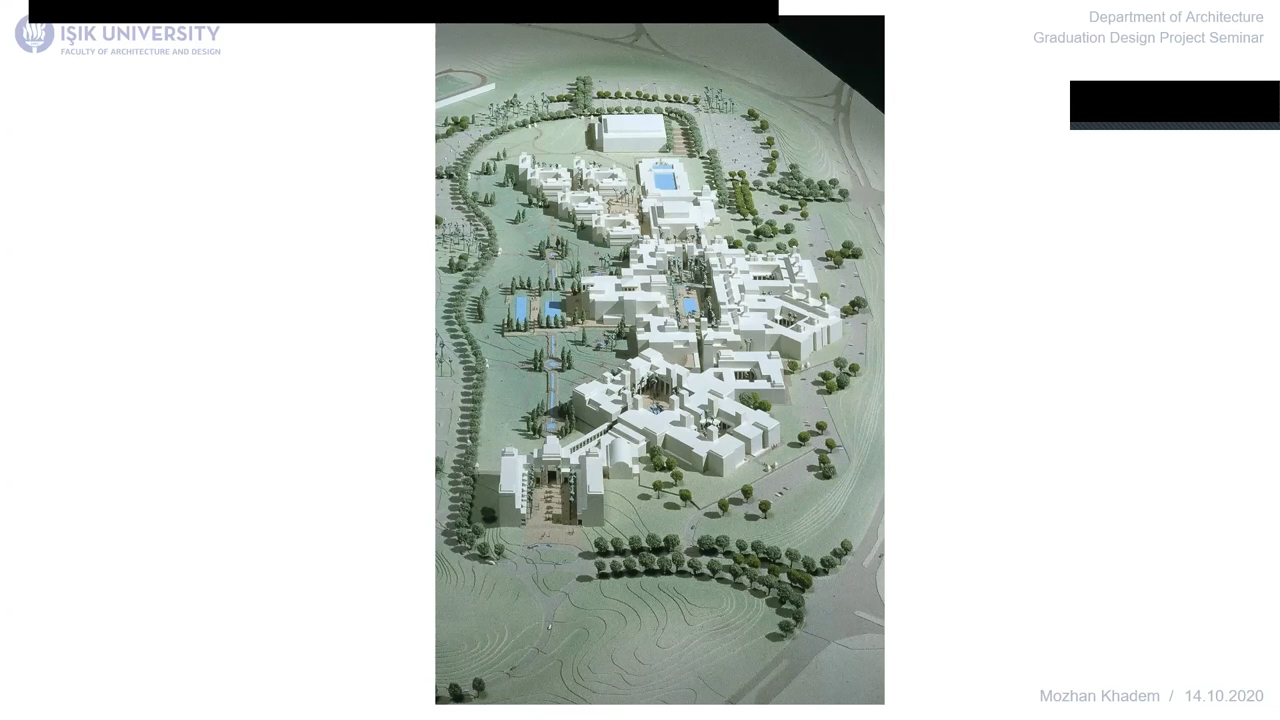 IŞIK UNIVERSITY
FACULTY OF ARCHITECTURE AND DESIGN
Department of Architecture
Graduation Design Project Seminar
Mozhan Khadem / 14.10.2020